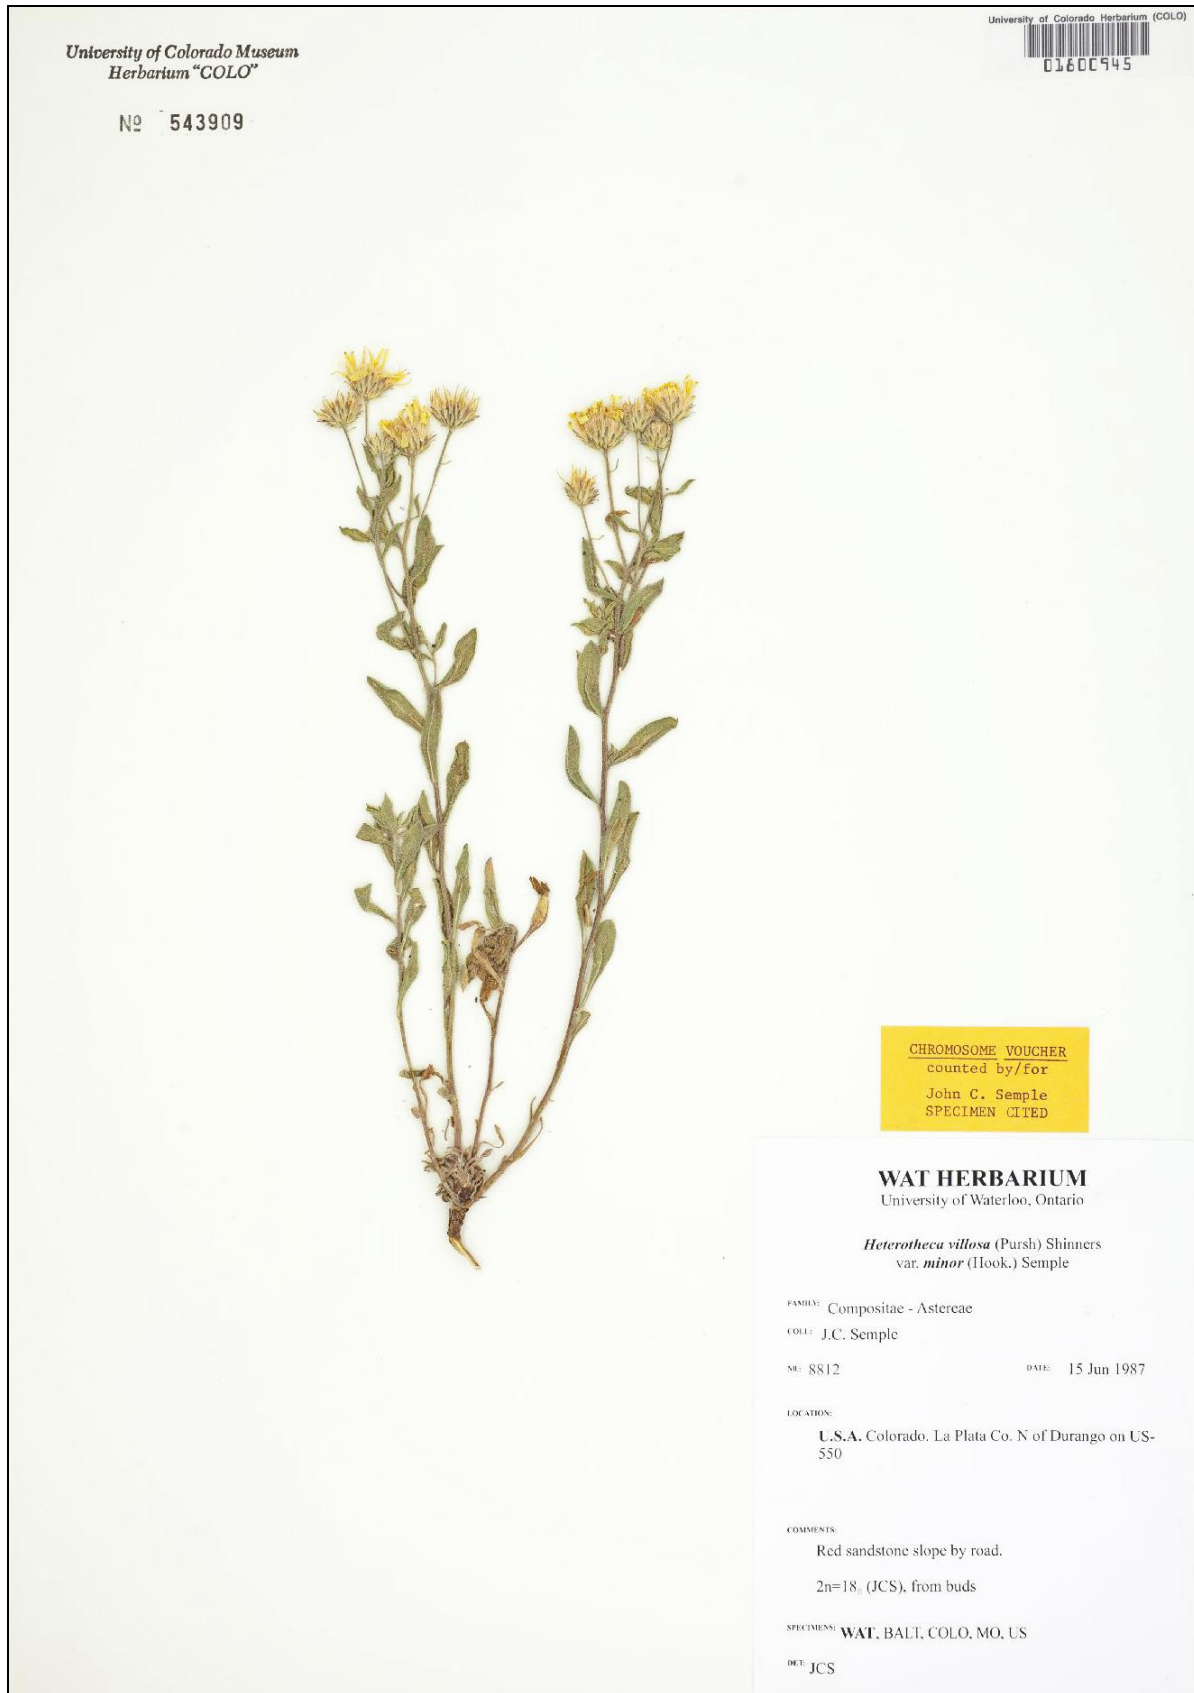 University of Colorado Museum
Herbarium "COLO"
Nº 543909
University of Colorado Herbarium (COLO)
01600945
CHROMOSOME VOUCHER
counted by/for
John C. Semple
SPECIMEN CITED
WAT HERBARIUM
University of Waterloo, Ontario
Heterotheca villosa (Pursh) Shinners
var. minor (Hook.) Semple
FAMILY: Compositae - Astereae
COLL: J.C. Semple
NR.: 8812 DATE: 15 Jun 1987
LOCATION:
U.S.A. Colorado. La Plata Co. N of Durango on US-
550
COMMENTS:
Red sandstone slope by road.
2n=18 (JCS), from buds
SPECIMENS: WAT, BALT, COLO, MO, US
DET: JCS